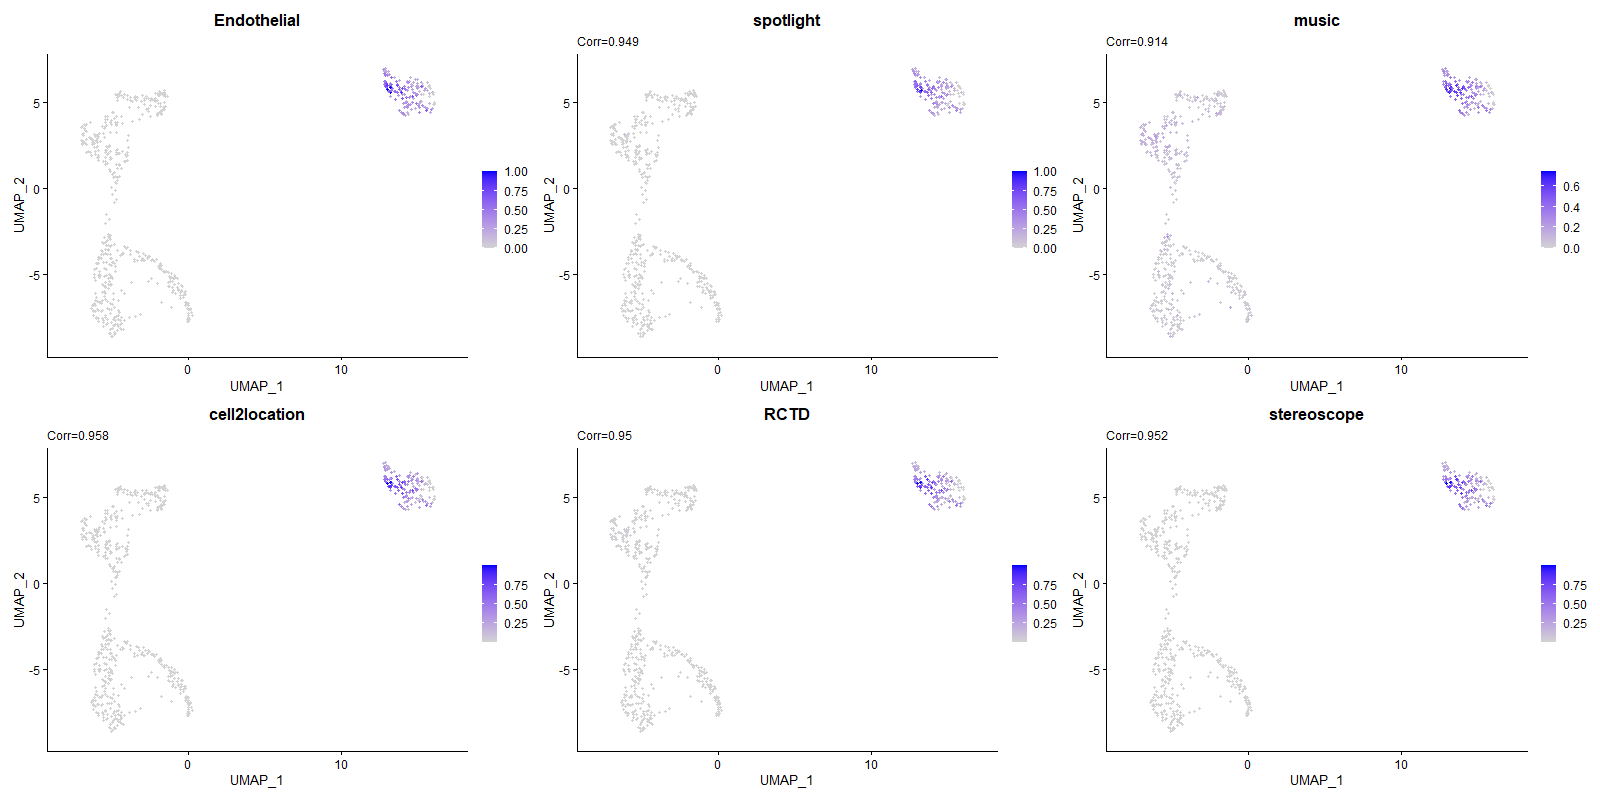 Endothelial
5
0
-5
UMAP_2
0
10
UMAP_1
1.00
0.75
0.50
0.25
0.00
spotlight
Corr=0.949
5
0
-5
UMAP_2
0
10
UMAP_1
1.00
0.75
0.50
0.25
0.00
music
Corr=0.914
5
0
-5
UMAP_2
0
10
UMAP_1
0.6
0.4
0.2
0.0
cell2location
Corr=0.958
5
0
-5
UMAP_2
0
10
UMAP_1
0.75
0.50
0.25
RCTD
Corr=0.95
5
0
-5
UMAP_2
0
10
UMAP_1
0.75
0.50
0.25
stereoscope
Corr=0.952
5
0
-5
UMAP_2
0
10
UMAP_1
0.75
0.50
0.25